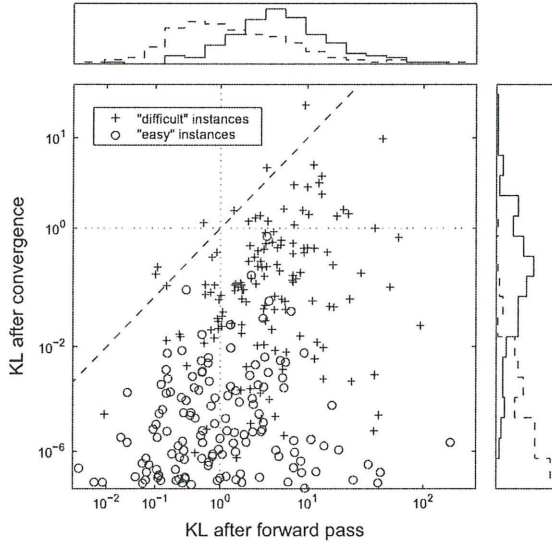 + "difficult" instances
o "easy" instances
KL after convergence
10^1
10^0
10^-2
10^-6
10^-2 10^-1 10^0 10^1 10^2
KL after forward pass